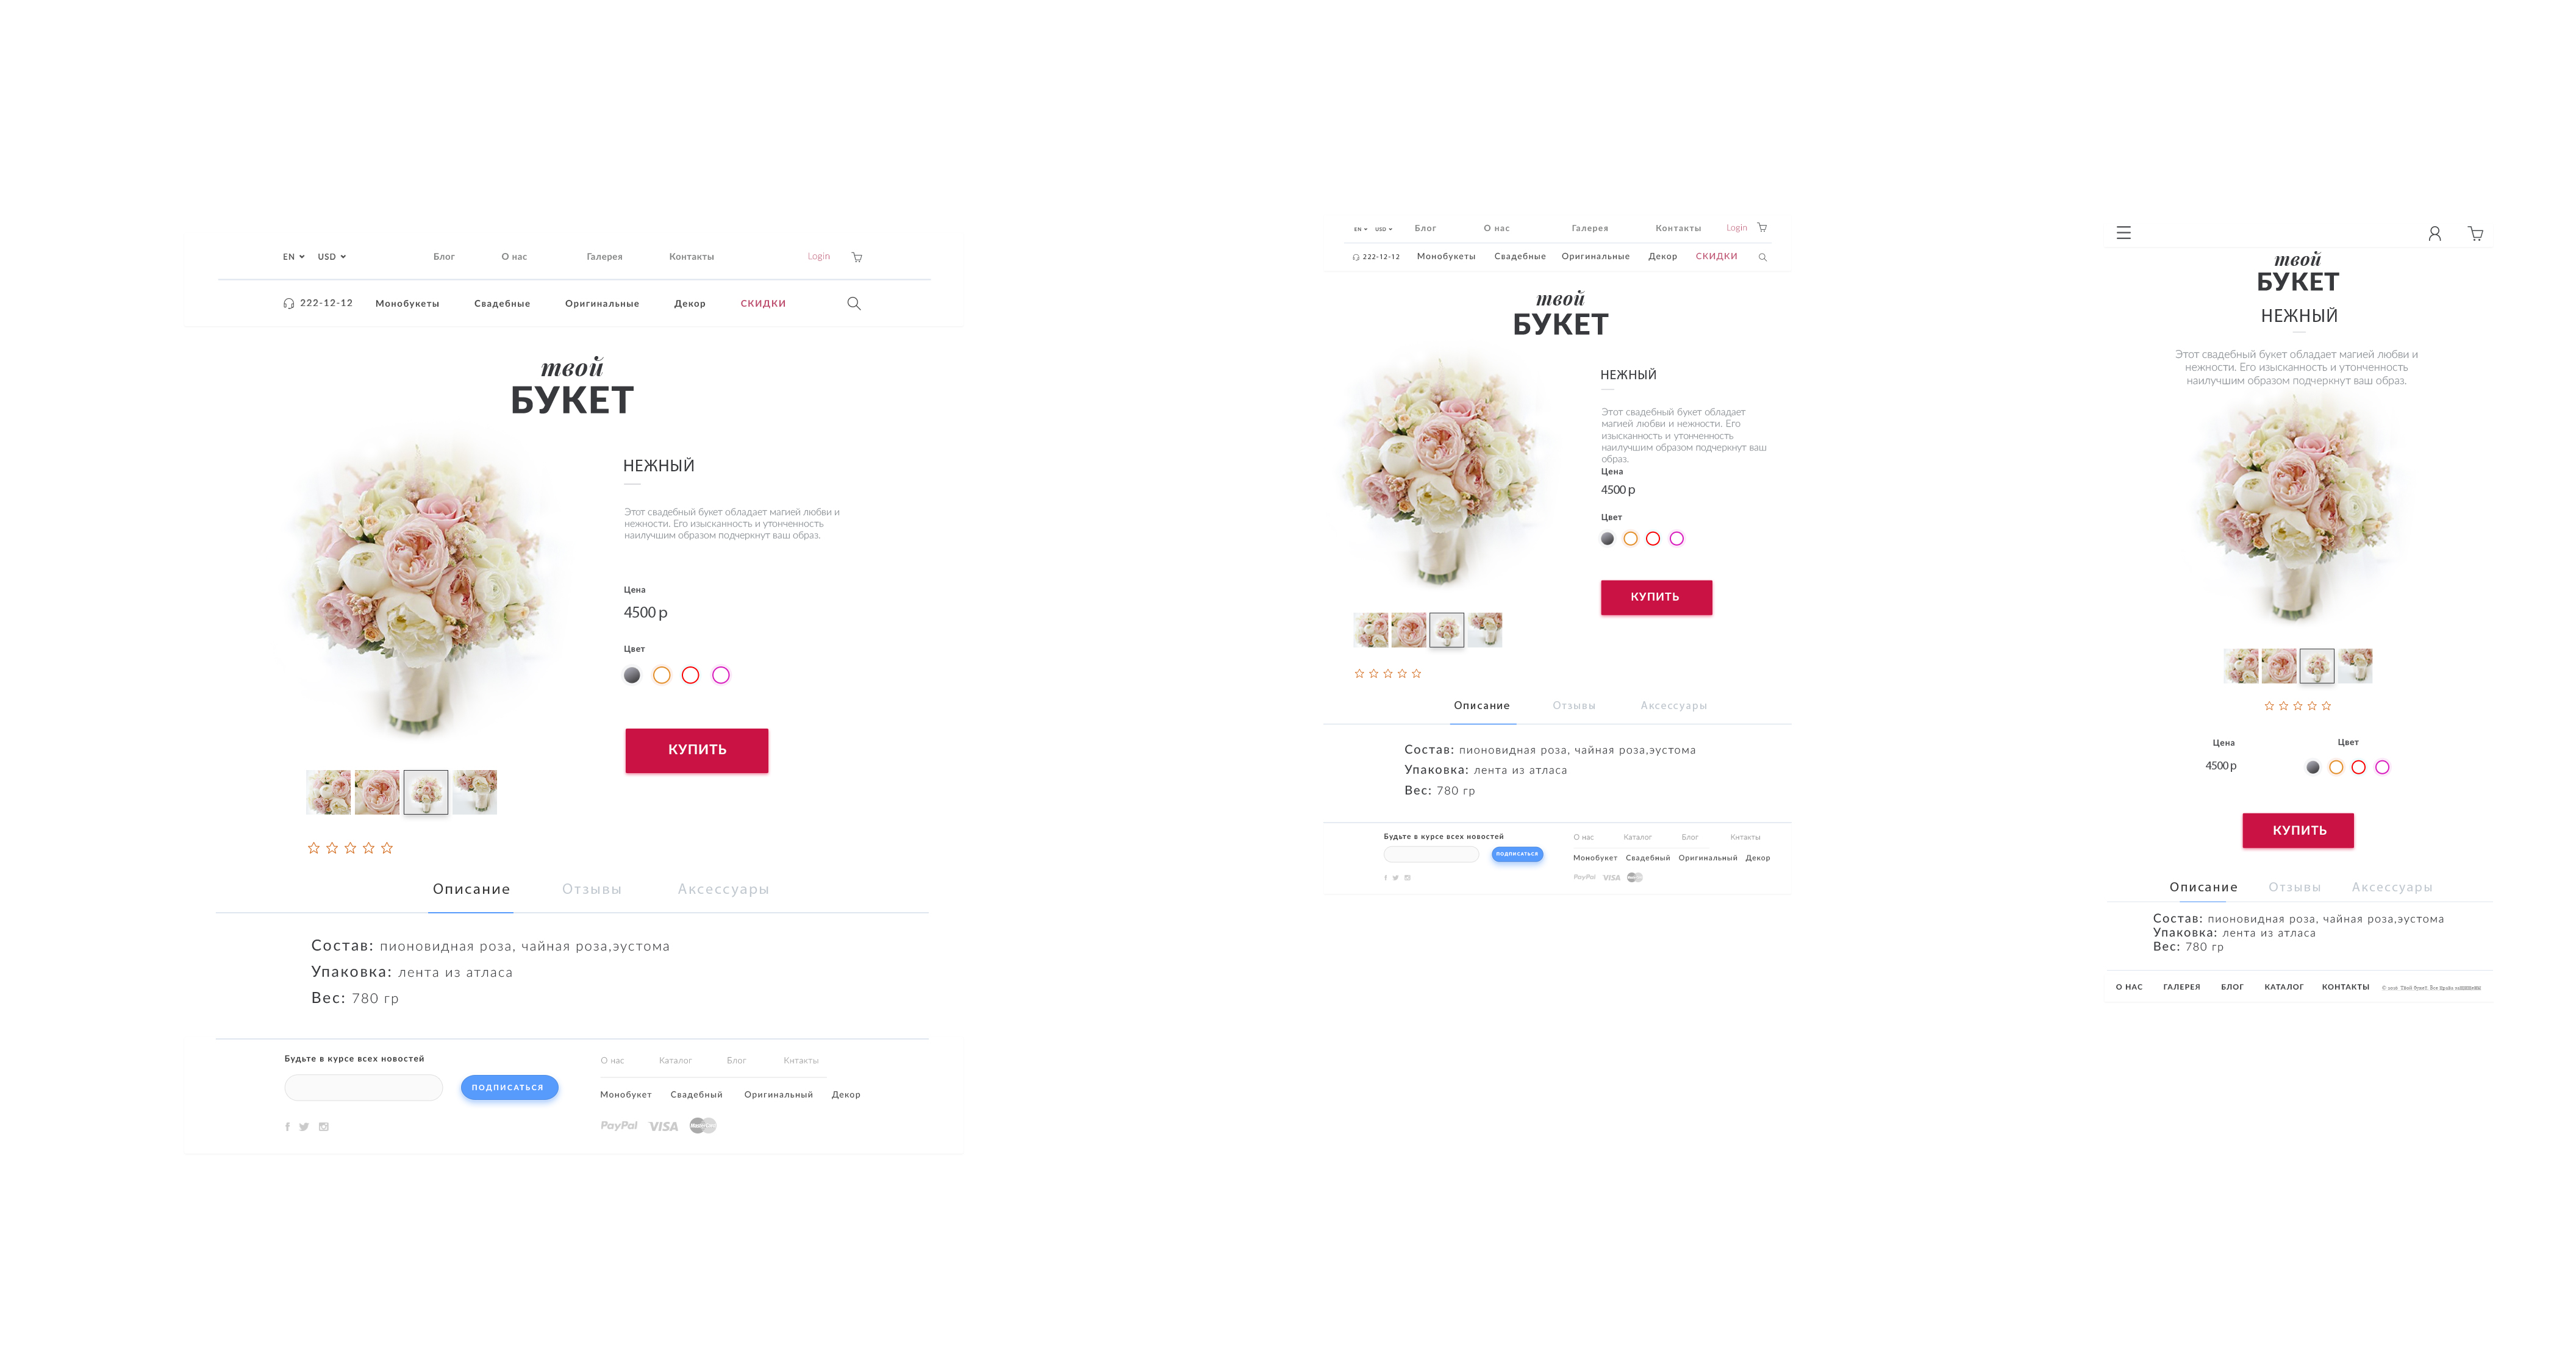 EN USD Блог О нас Галерея Контакты Login
222-12-12 Монобукеты Свадебные Оригинальные Декор СКИДКИ
твой
БУКЕТ
НЕЖНЫЙ
Этот свадебный букет обладает магией любви и
нежности. Его изысканность и утонченность
наилучшим образом подчеркнут ваш образ.
Цена
4500 р
Цвет
КУПИТЬ
Описание Отзывы Аксессуары
Состав: пионовидная роза, чайная роза,эустома
Упаковка: лента из атласа
Вес: 780 гр
Будьте в курсе всех новостей
ПОДПИСАТЬСЯ
О нас Каталог Блог Кнтакты
Монобукет Свадебный Оригинальный Декор
PayPal VISA MasterCard
EN USD Блог О нас Галерея Контакты Login
222-12-12 Монобукеты Свадебные Оригинальные Декор СКИДКИ
твой
БУКЕТ
НЕЖНЫЙ
Этот свадебный букет обладает
магией любви и нежности. Его
изысканность и утонченность
наилучшим образом подчеркнут ваш
образ.
Цена
4500 р
Цвет
КУПИТЬ
Описание Отзывы Аксессуары
Состав: пионовидная роза, чайная роза,эустома
Упаковка: лента из атласа
Вес: 780 гр
Будьте в курсе всех новостей
ПОДПИСАТЬСЯ
О нас Каталог Блог Кнтакты
Монобукет Свадебный Оригинальный Декор
PayPal VISA
твой
БУКЕТ
НЕЖНЫЙ
Этот свадебный букет обладает магией любви и
нежности. Его изысканность и утонченность
наилучшим образом подчеркнут ваш образ.
Цена Цвет
4500 р
КУПИТЬ
Описание Отзывы Аксессуары
Состав: пионовидная роза, чайная роза,эустома
Упаковка: лента из атласа
Вес: 780 гр
О НАС ГАЛЕРЕЯ БЛОГ КАТАЛОГ КОНТАКТЫ